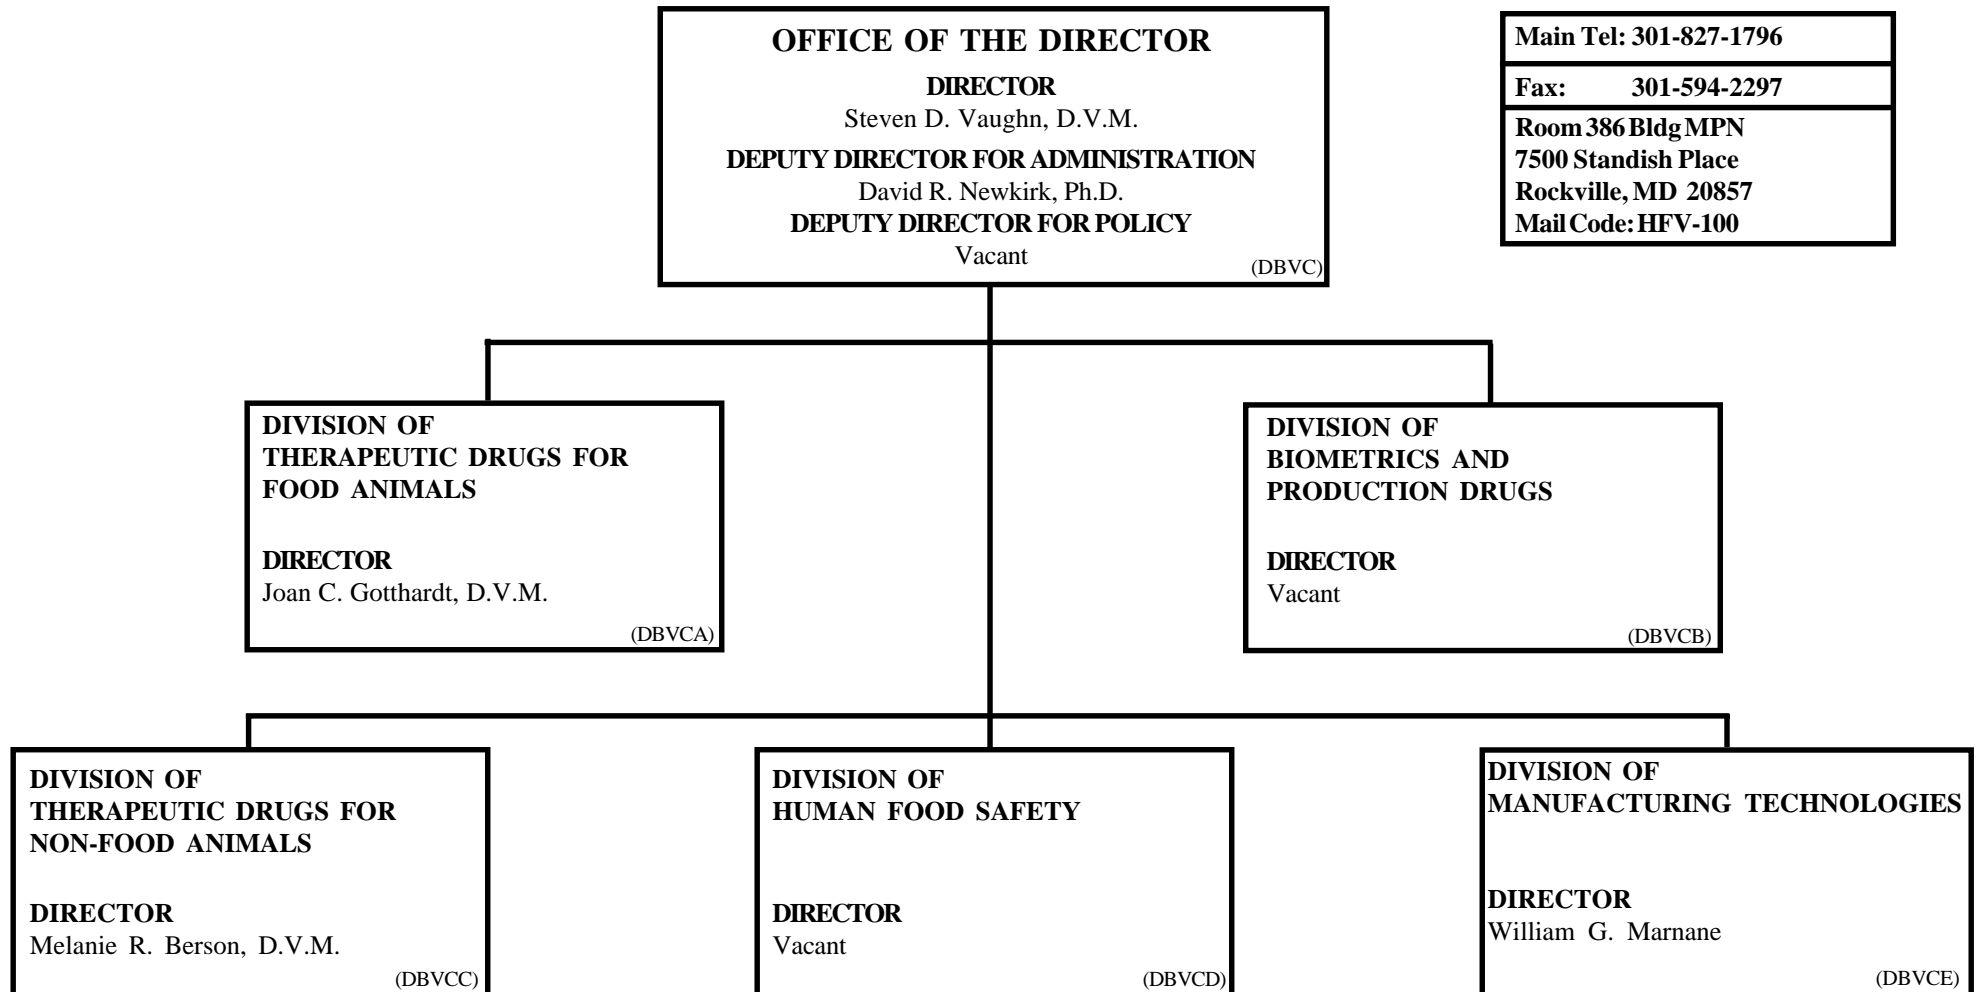 OFFICE OF THE DIRECTOR
DIRECTOR
Steven D. Vaughn, D.V.M.
DEPUTY DIRECTOR FOR ADMINISTRATION
David R. Newkirk, Ph.D.
DEPUTY DIRECTOR FOR POLICY
Vacant
(DBVC)
Main Tel: 301-827-1796
Fax: 301-594-2297
Room 386 Bldg MPN
7500 Standish Place
Rockville, MD 20857
Mail Code: HFV-100
DIVISION OF
THERAPEUTIC DRUGS FOR
FOOD ANIMALS
DIRECTOR
Joan C. Gotthardt, D.V.M.
(DBVCA)
DIVISION OF
BIOMETRICS AND
PRODUCTION DRUGS
DIRECTOR
Vacant
(DBVCB)
DIVISION OF
THERAPEUTIC DRUGS FOR
NON-FOOD ANIMALS
DIRECTOR
Melanie R. Berson, D.V.M.
(DBVCC)
DIVISION OF
HUMAN FOOD SAFETY
DIRECTOR
Vacant
(DBVCD)
DIVISION OF
MANUFACTURING TECHNOLOGIES
DIRECTOR
William G. Marnane
(DBVCE)